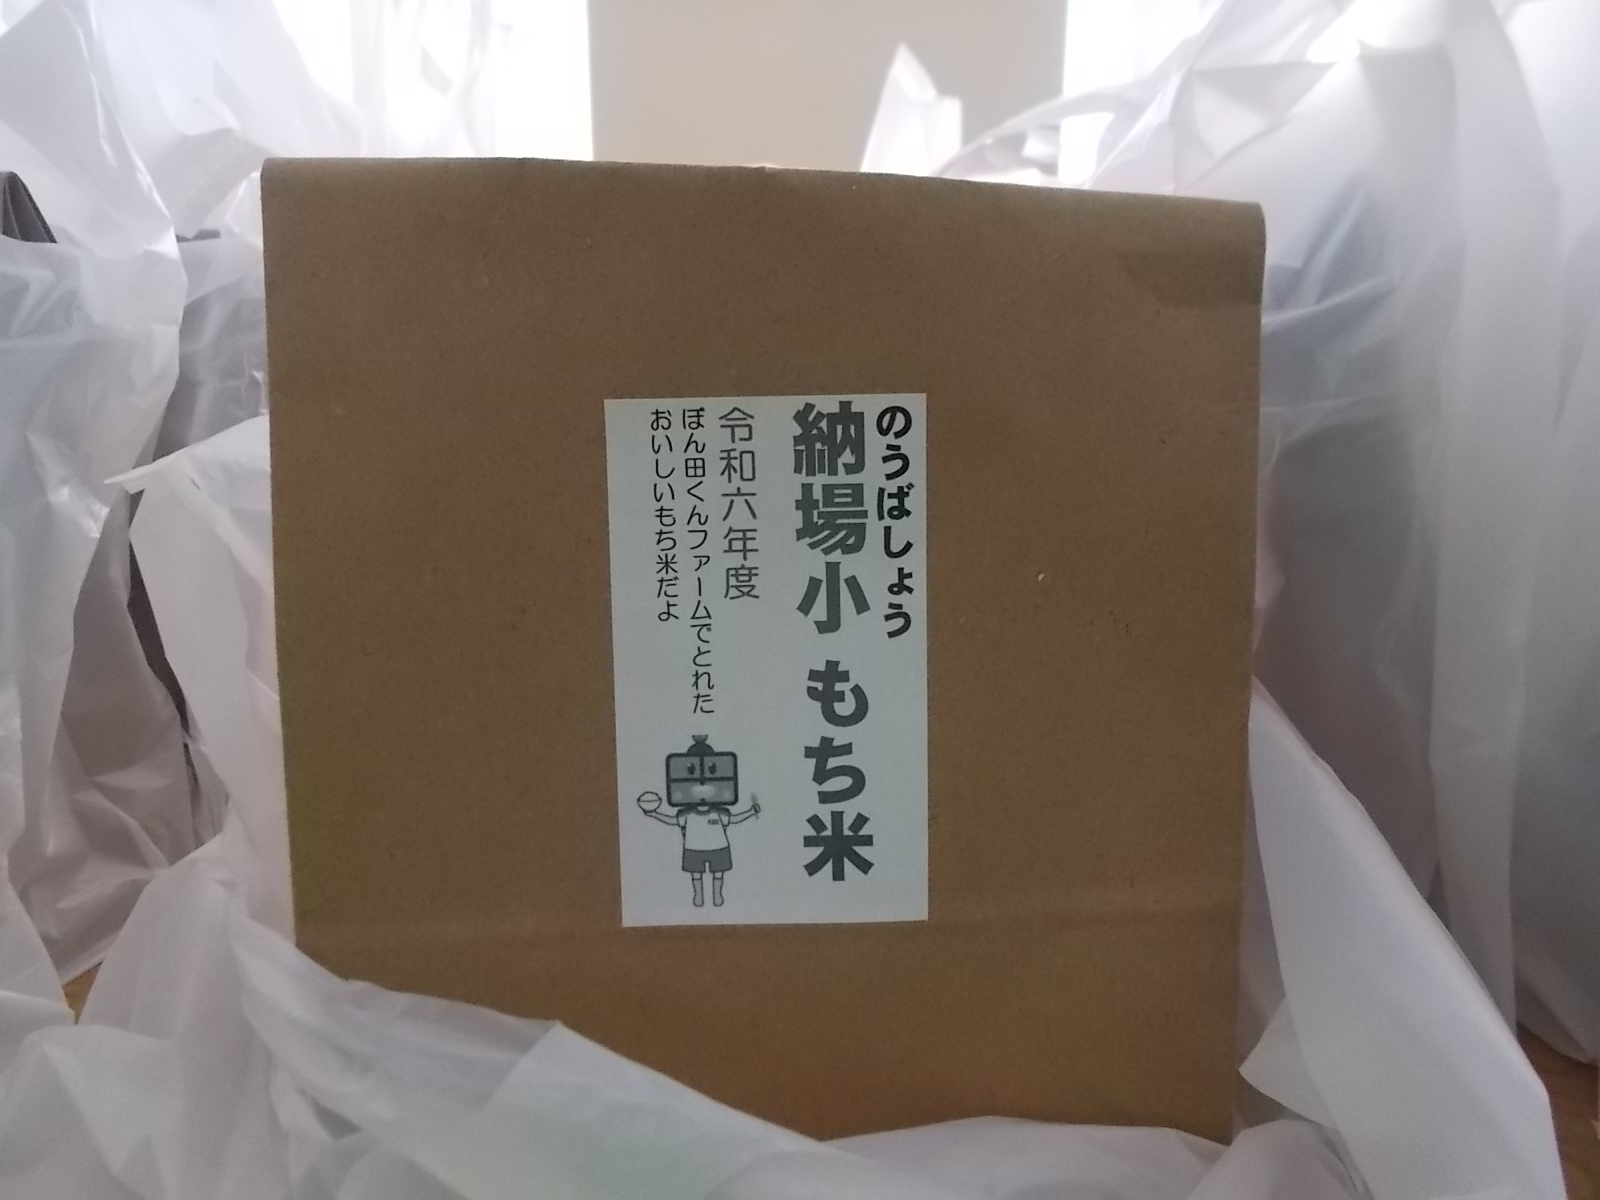 のうばしょう
納場小 もち米
令和六年度
ぼん田くんファームでとれた
おいしいもち米だよ